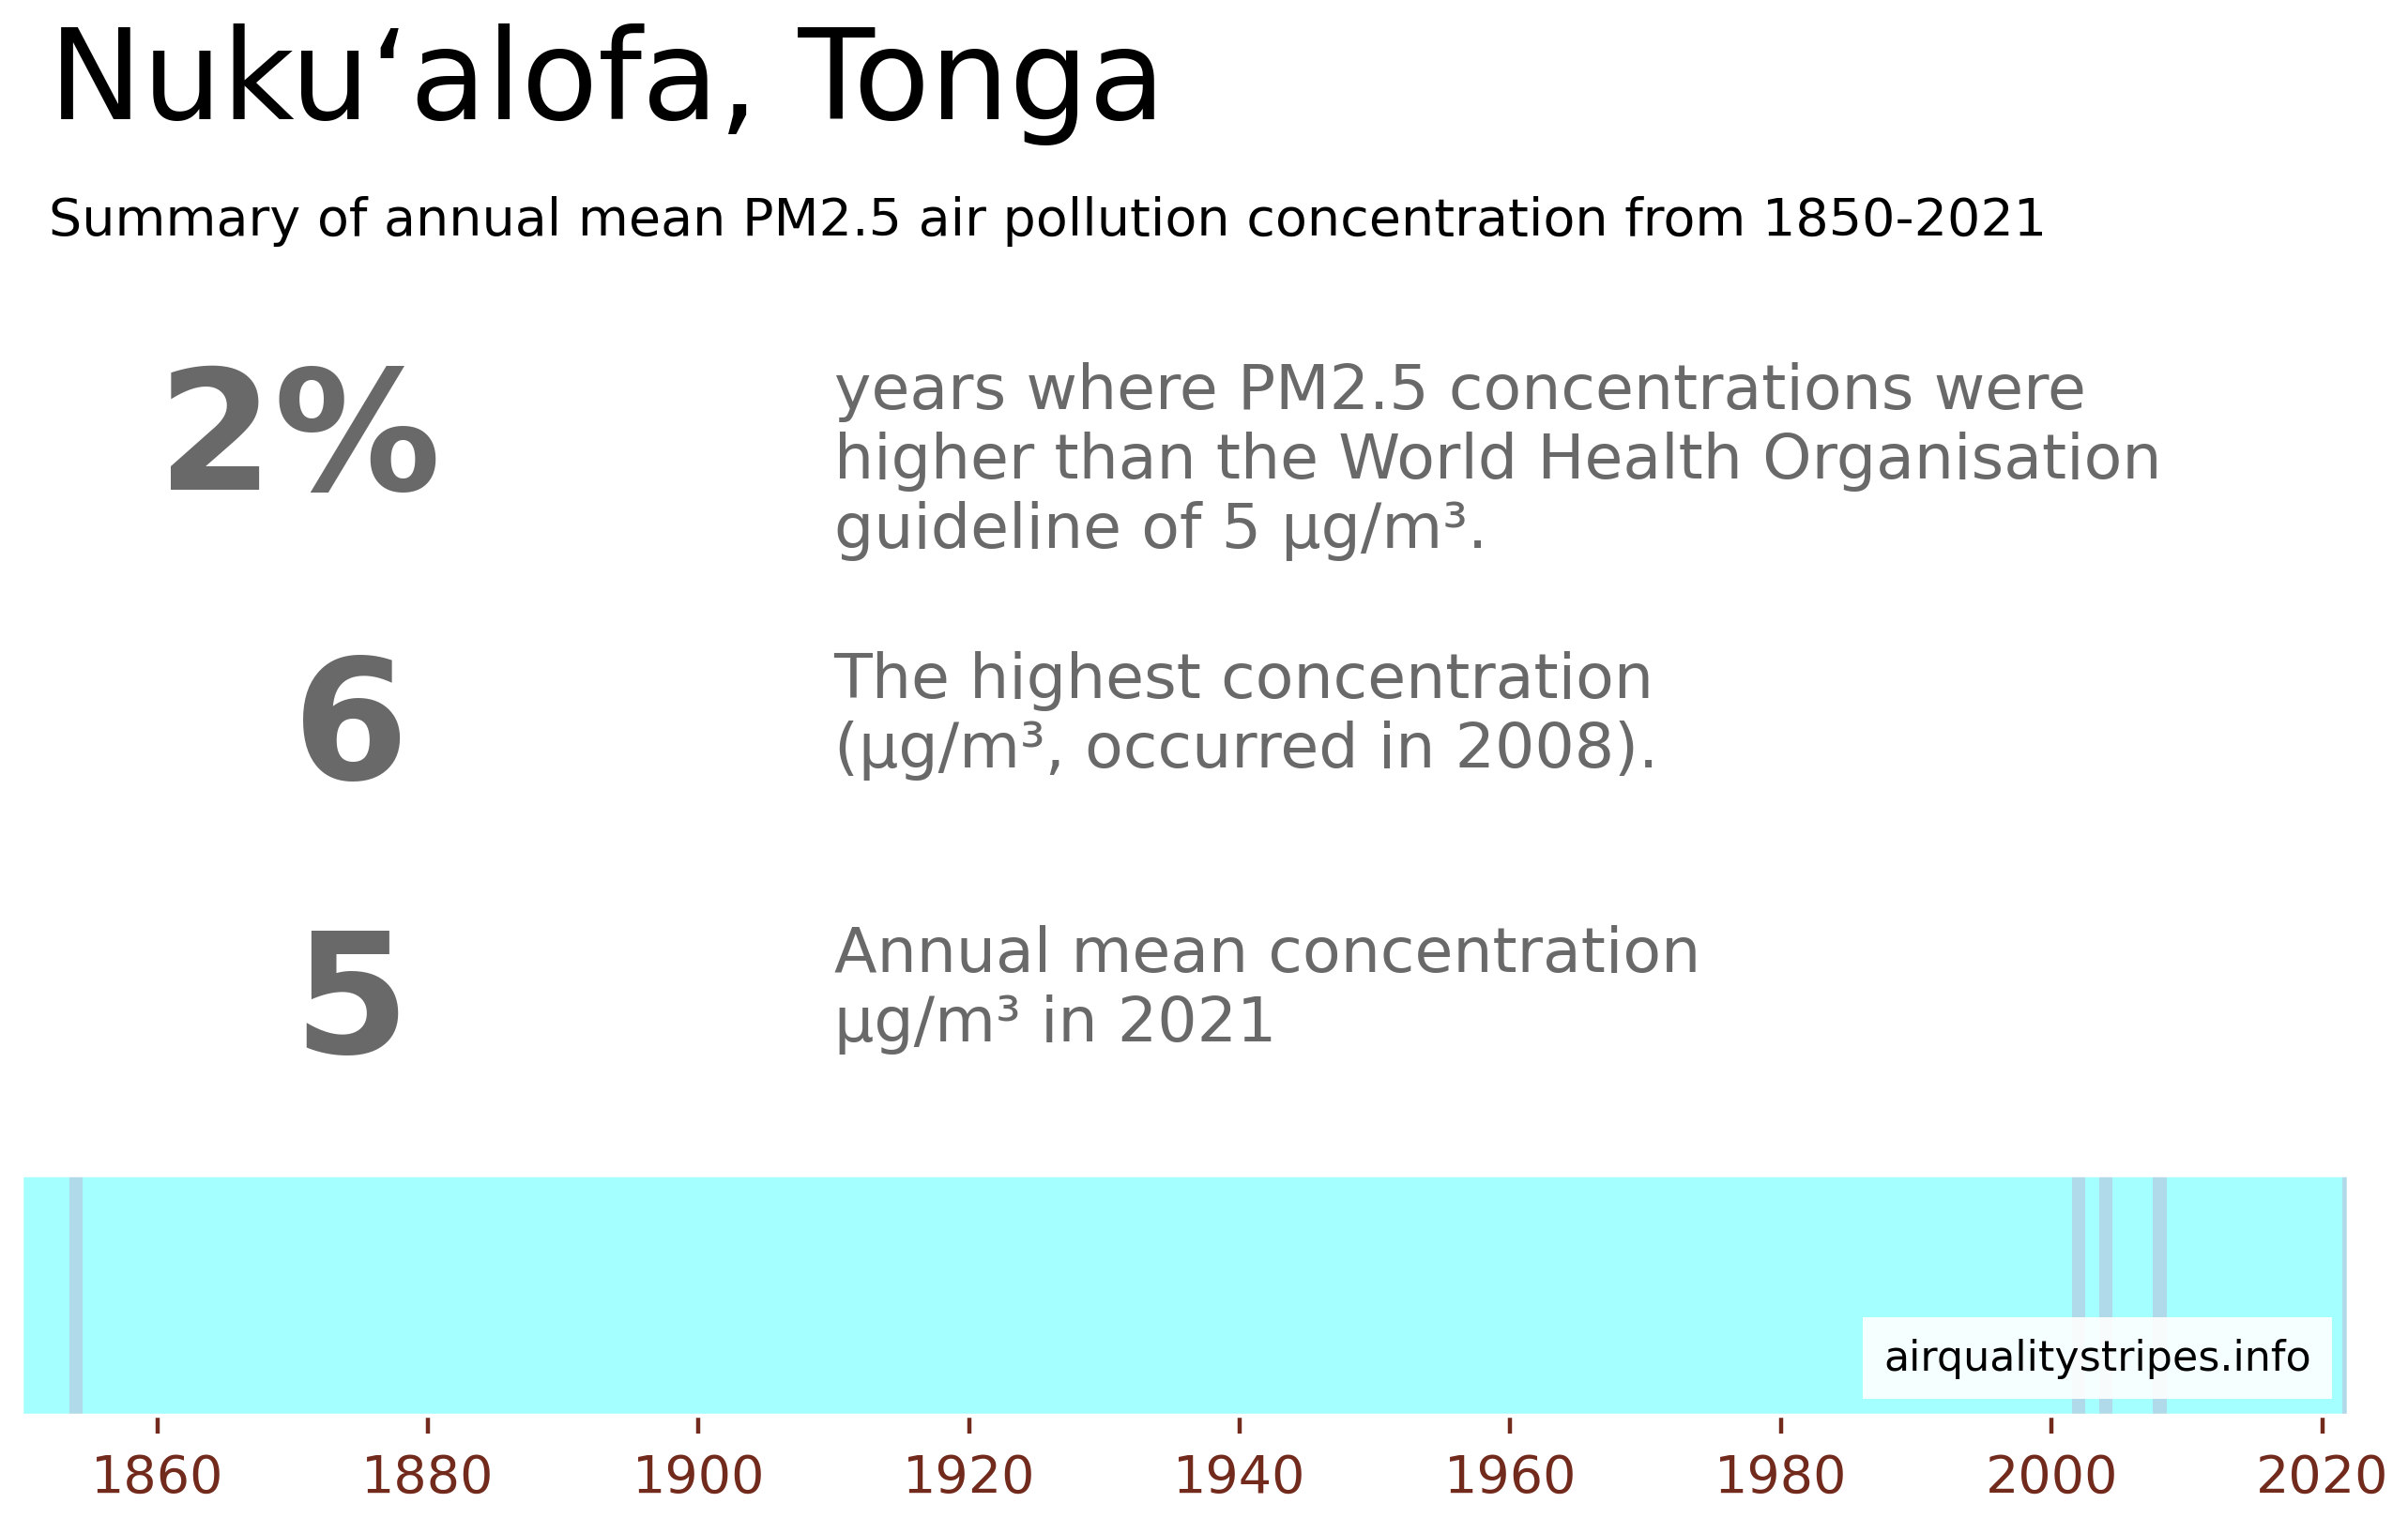 Nukuʻalofa, Tonga
Summary of annual mean PM2.5 air pollution concentration from 1850-2021
2%
years where PM2.5 concentrations were
higher than the World Health Organisation
guideline of 5 µg/m³.
6
The highest concentration
(µg/m³, occurred in 2008).
5
Annual mean concentration
µg/m³ in 2021
airqualitystripes.info
1860 1880 1900 1920 1940 1960 1980 2000 2020